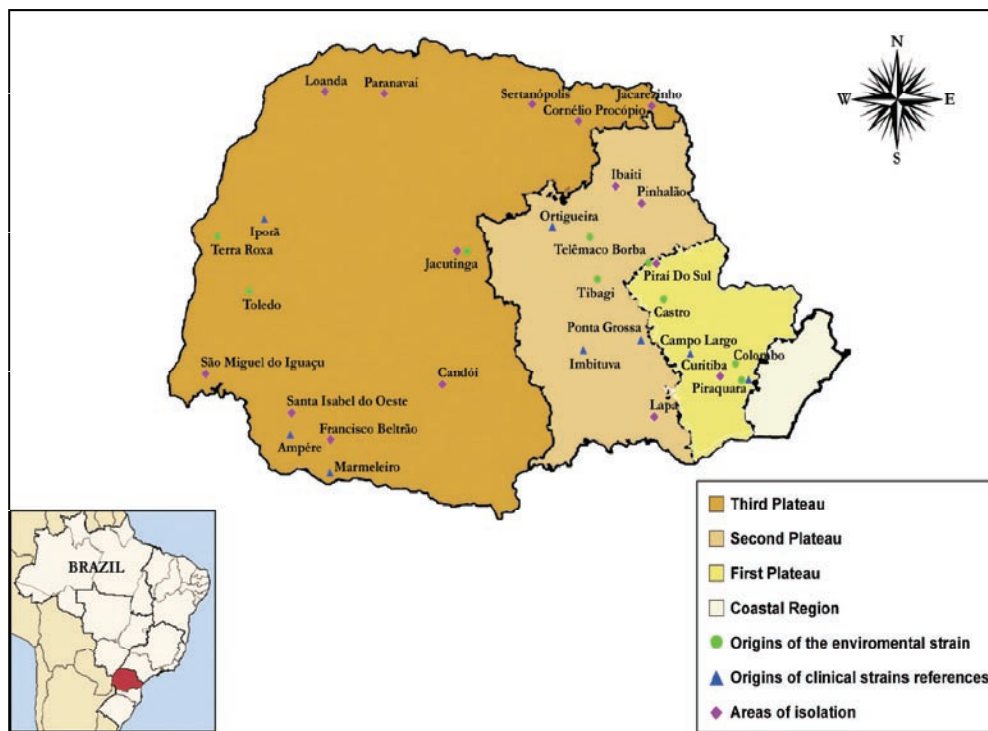 N
W
E
S
Loanda
Paranavaí
Sertanópolis
Jacarezinho
Cornélio Procópio
Ibaiti
Pinhalão
Ortigueira
Iporã
Terra Roxa
Telêmaco Borba
Jacutinga
Piraí Do Sul
Toledo
Tibagi
Castro
Ponta Grossa
Campo Largo
Imbituva
Colombo
Curitiba
Piraquara
São Miguel do Iguaçu
Candói
Santa Isabel do Oeste
Lapa
Francisco Beltrão
Ampére
Marmeleiro
BRAZIL
Third Plateau
Second Plateau
First Plateau
Coastal Region
Origins of the enviromental strain
Origins of clinical strains references
Areas of isolation